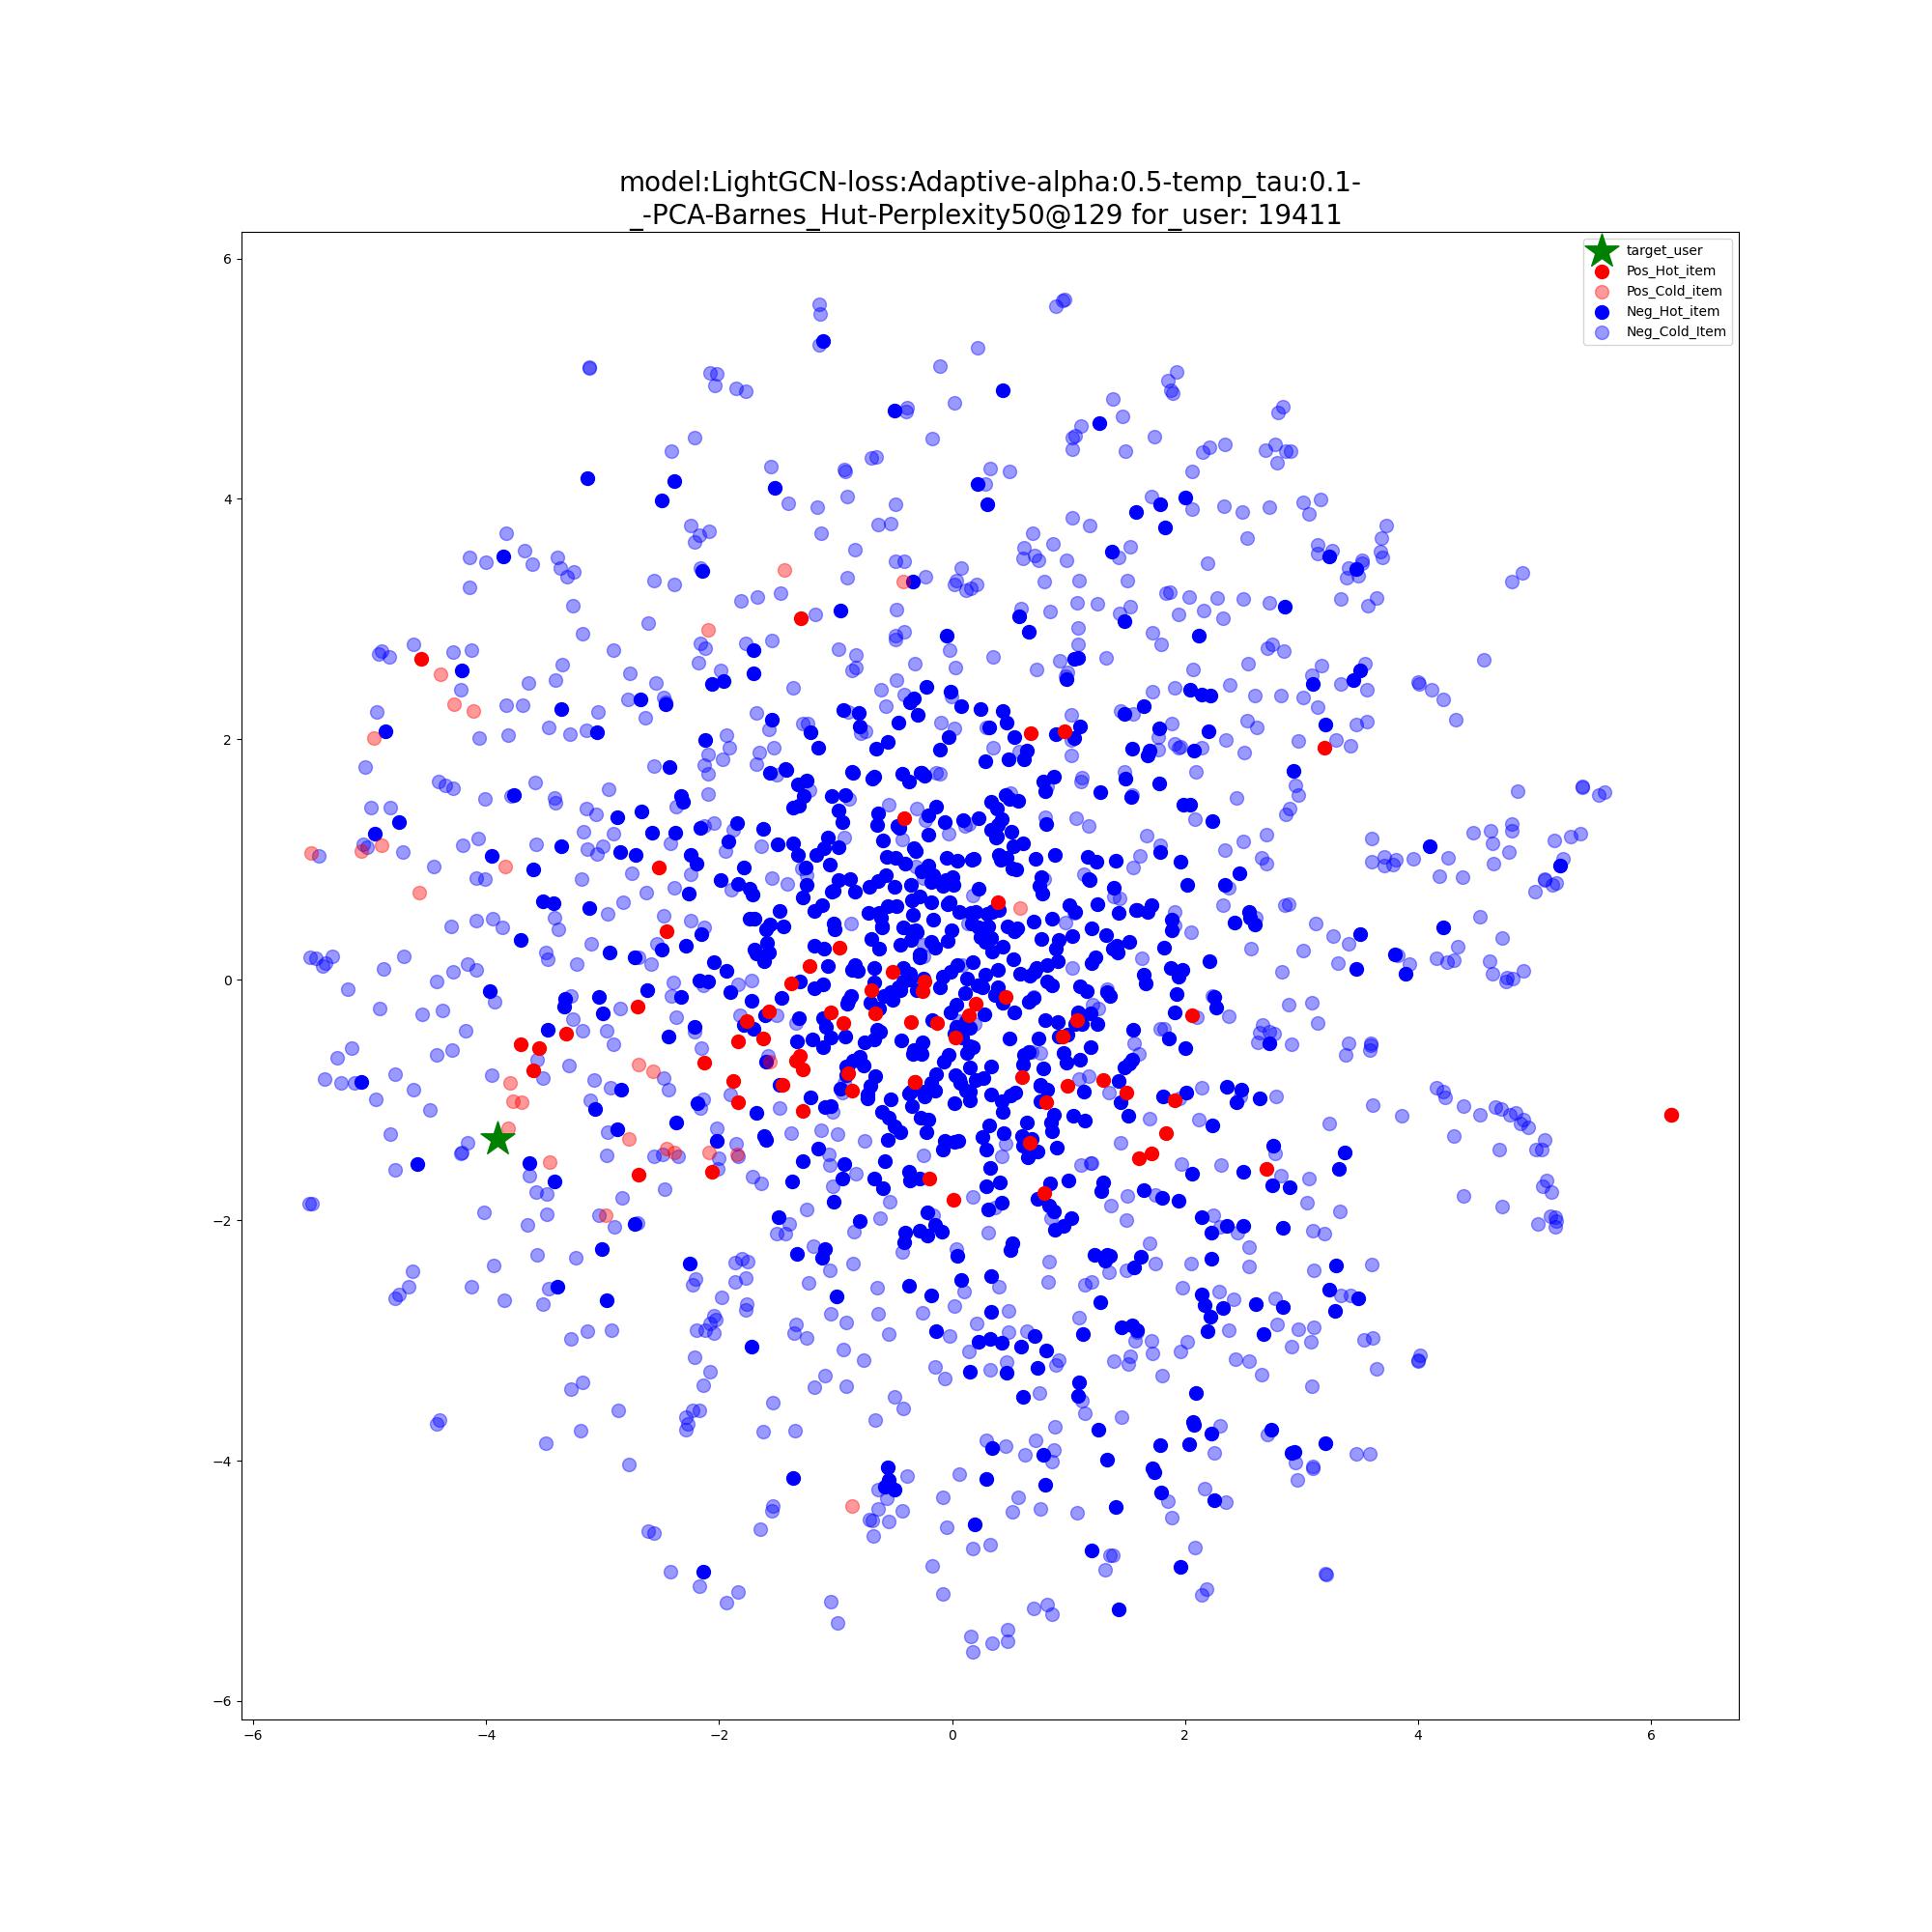 model:LightGCN-loss:Adaptive-alpha:0.5-temp_tau:0.1-
_-PCA-Barnes_Hut-Perplexity50@129 for_user: 19411
target_user
Pos_Hot_item
Pos_Cold_item
Neg_Hot_item
Neg_Cold_Item
6
4
2
0
−2
−4
−6
−6 −4 −2 0 2 4 6